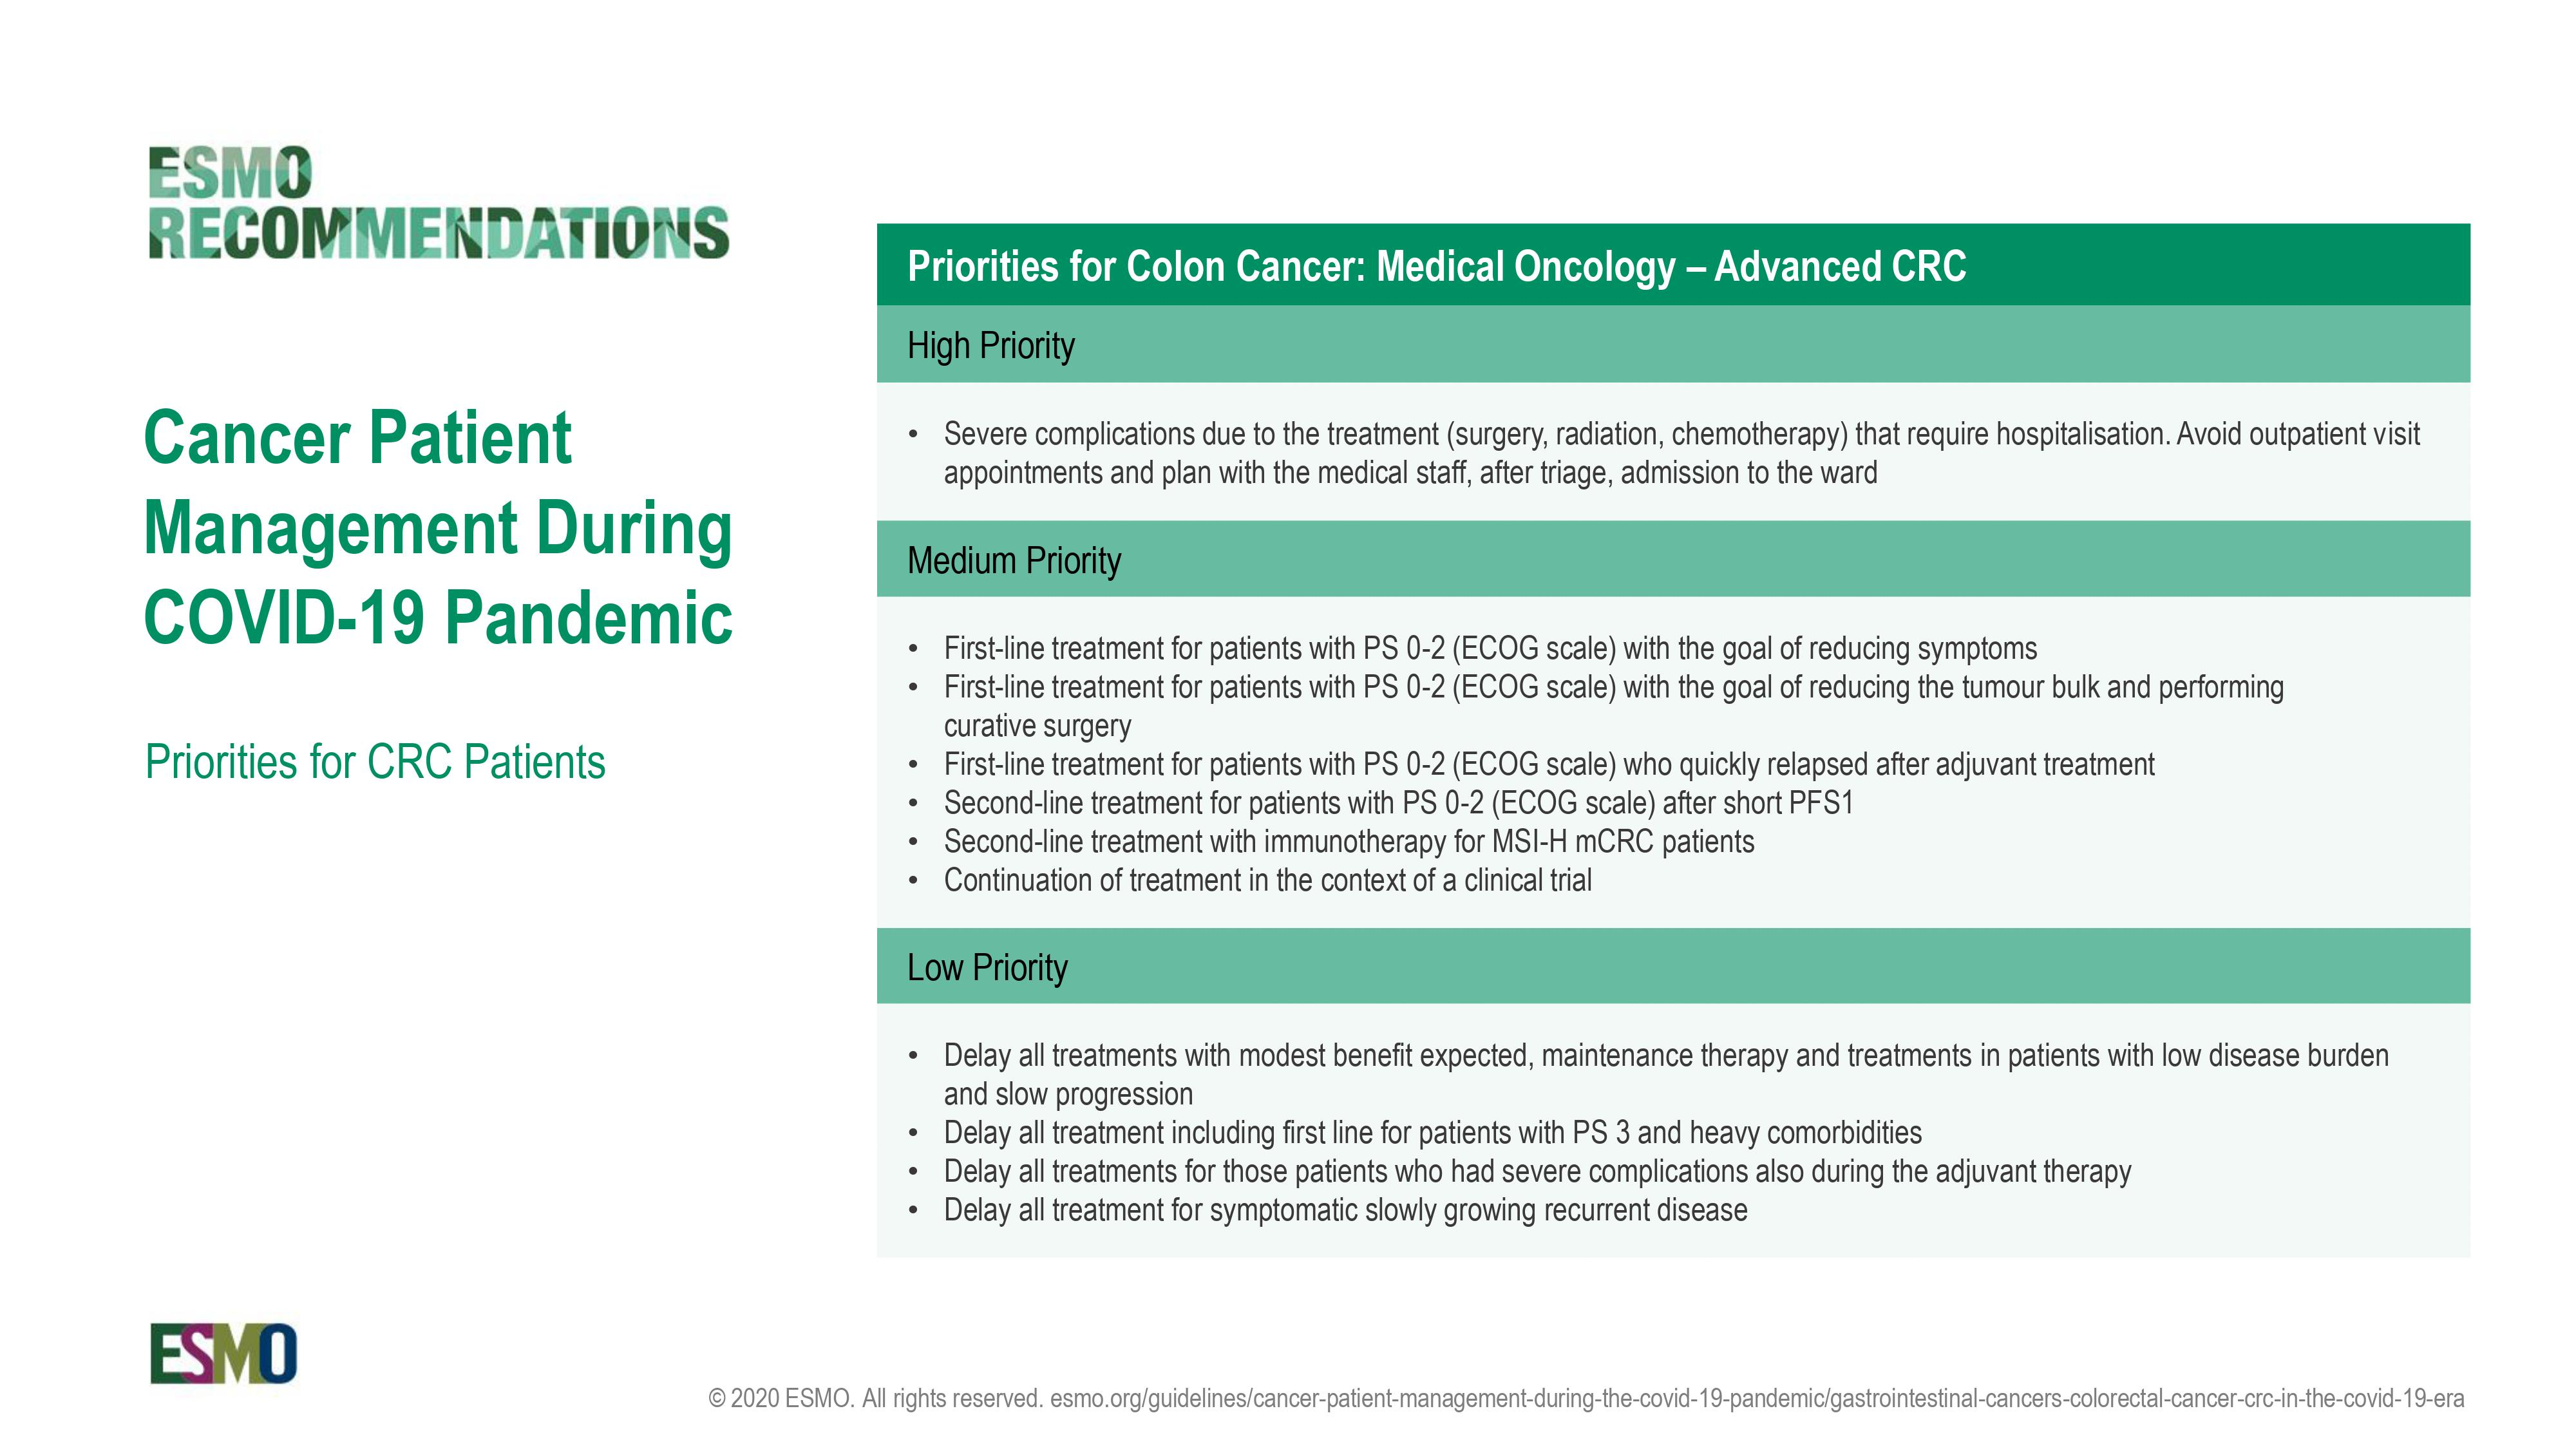 ESMO
RECOMMENDATIONS
Cancer Patient
Management During
COVID-19 Pandemic
Priorities for CRC Patients
Priorities for Colon Cancer: Medical Oncology – Advanced CRC
High Priority
• Severe complications due to the treatment (surgery, radiation, chemotherapy) that require hospitalisation. Avoid outpatient visit
appointments and plan with the medical staff, after triage, admission to the ward
Medium Priority
• First-line treatment for patients with PS 0-2 (ECOG scale) with the goal of reducing symptoms
• First-line treatment for patients with PS 0-2 (ECOG scale) with the goal of reducing the tumour bulk and performing
curative surgery
• First-line treatment for patients with PS 0-2 (ECOG scale) who quickly relapsed after adjuvant treatment
• Second-line treatment for patients with PS 0-2 (ECOG scale) after short PFS1
• Second-line treatment with immunotherapy for MSI-H mCRC patients
• Continuation of treatment in the context of a clinical trial
Low Priority
• Delay all treatments with modest benefit expected, maintenance therapy and treatments in patients with low disease burden
and slow progression
• Delay all treatment including first line for patients with PS 3 and heavy comorbidities
• Delay all treatments for those patients who had severe complications also during the adjuvant therapy
• Delay all treatment for symptomatic slowly growing recurrent disease
ESMO
© 2020 ESMO. All rights reserved. esmo.org/guidelines/cancer-patient-management-during-the-covid-19-pandemic/gastrointestinal-cancers-colorectal-cancer-crc-in-the-covid-19-era